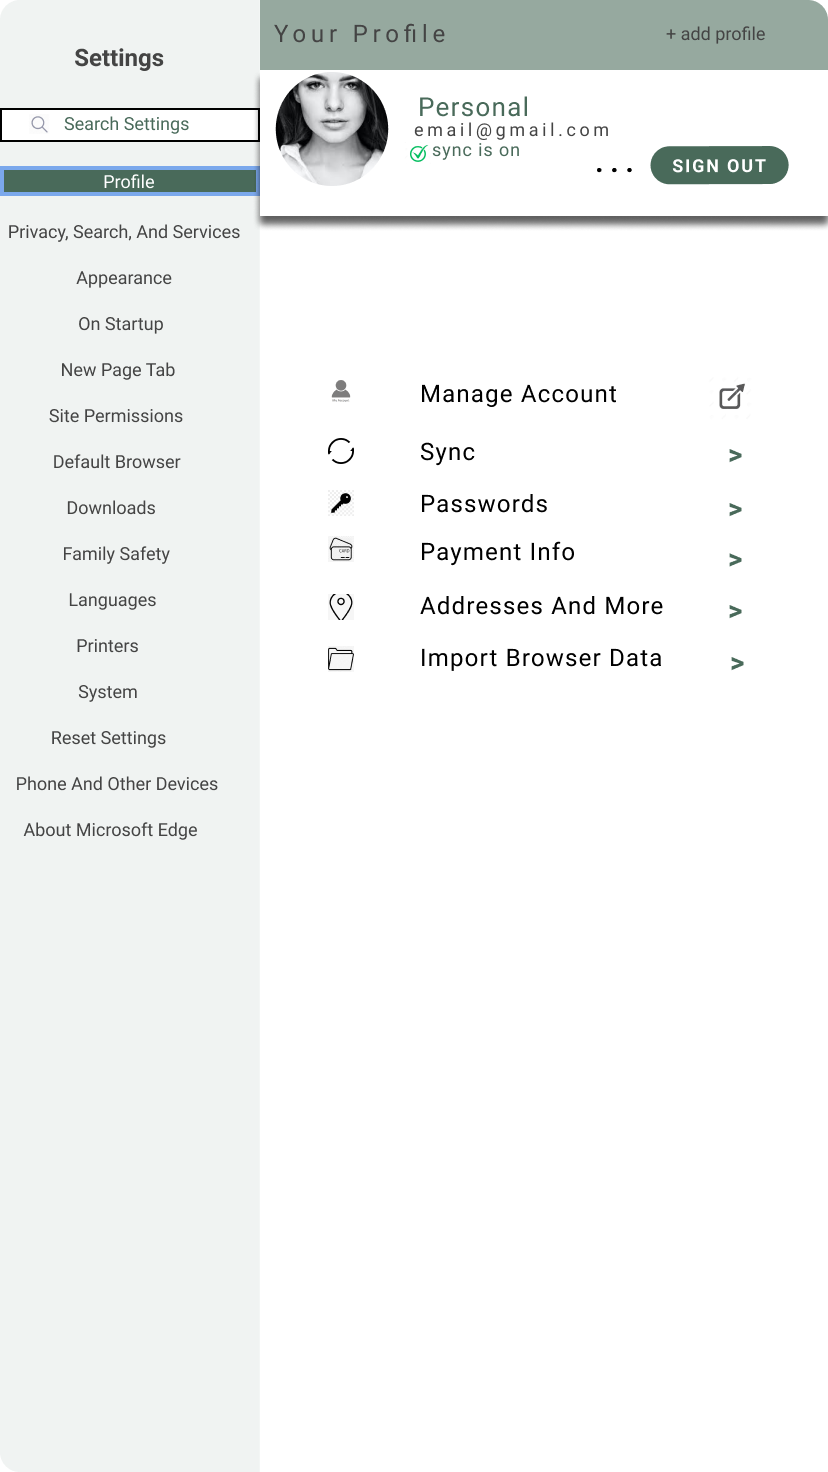 Settings
Search Settings
Profile
Privacy, Search, And Services
Appearance
On Startup
New Page Tab
Site Permissions
Default Browser
Downloads
Family Safety
Languages
Printers
System
Reset Settings
Phone And Other Devices
About Microsoft Edge
Your Profile
+ add profile
Personal
email@gmail.com
sync is on
...
SIGN OUT
Manage Account
Sync
>
Passwords
>
Payment Info
>
Addresses And More
>
Import Browser Data
>